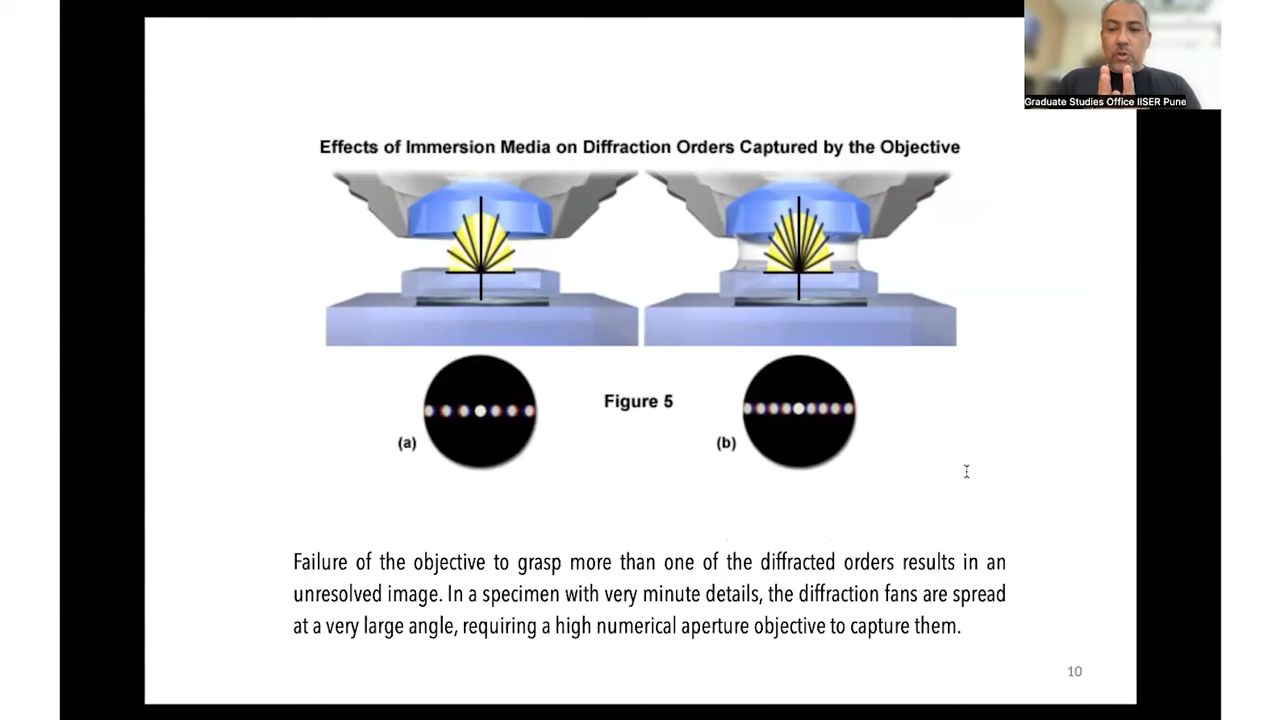 Graduate Studies Office IISER Pune
Effects of Immersion Media on Diffraction Orders Captured by the Objective
Figure 5
(a)
(b)
Failure of the objective to grasp more than one of the diffracted orders results in an
unresolved image. In a specimen with very minute details, the diffraction fans are spread
at a very large angle, requiring a high numerical aperture objective to capture them.
10